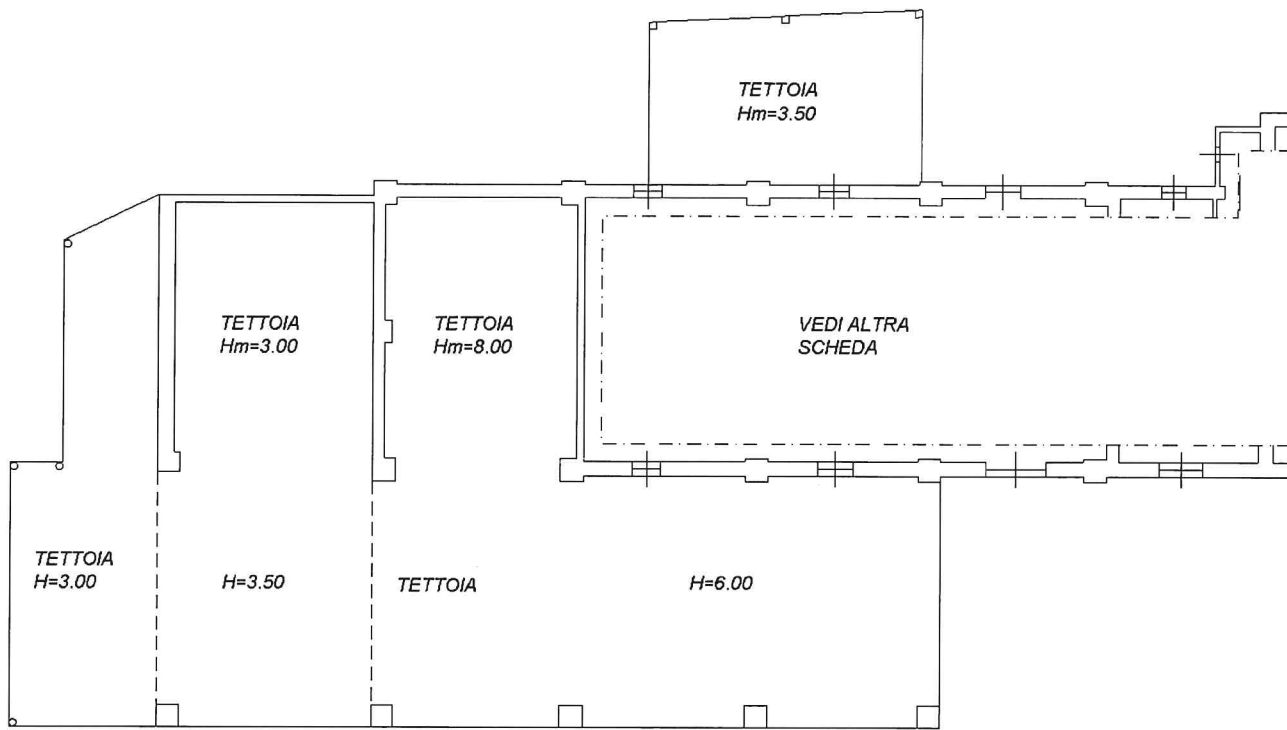 TETTOIA
Hm=3.50
TETTOIA
Hm=3.00
TETTOIA
Hm=8.00
VEDI ALTRA
SCHEDA
TETTOIA
H=3.00
H=3.50
TETTOIA
H=6.00